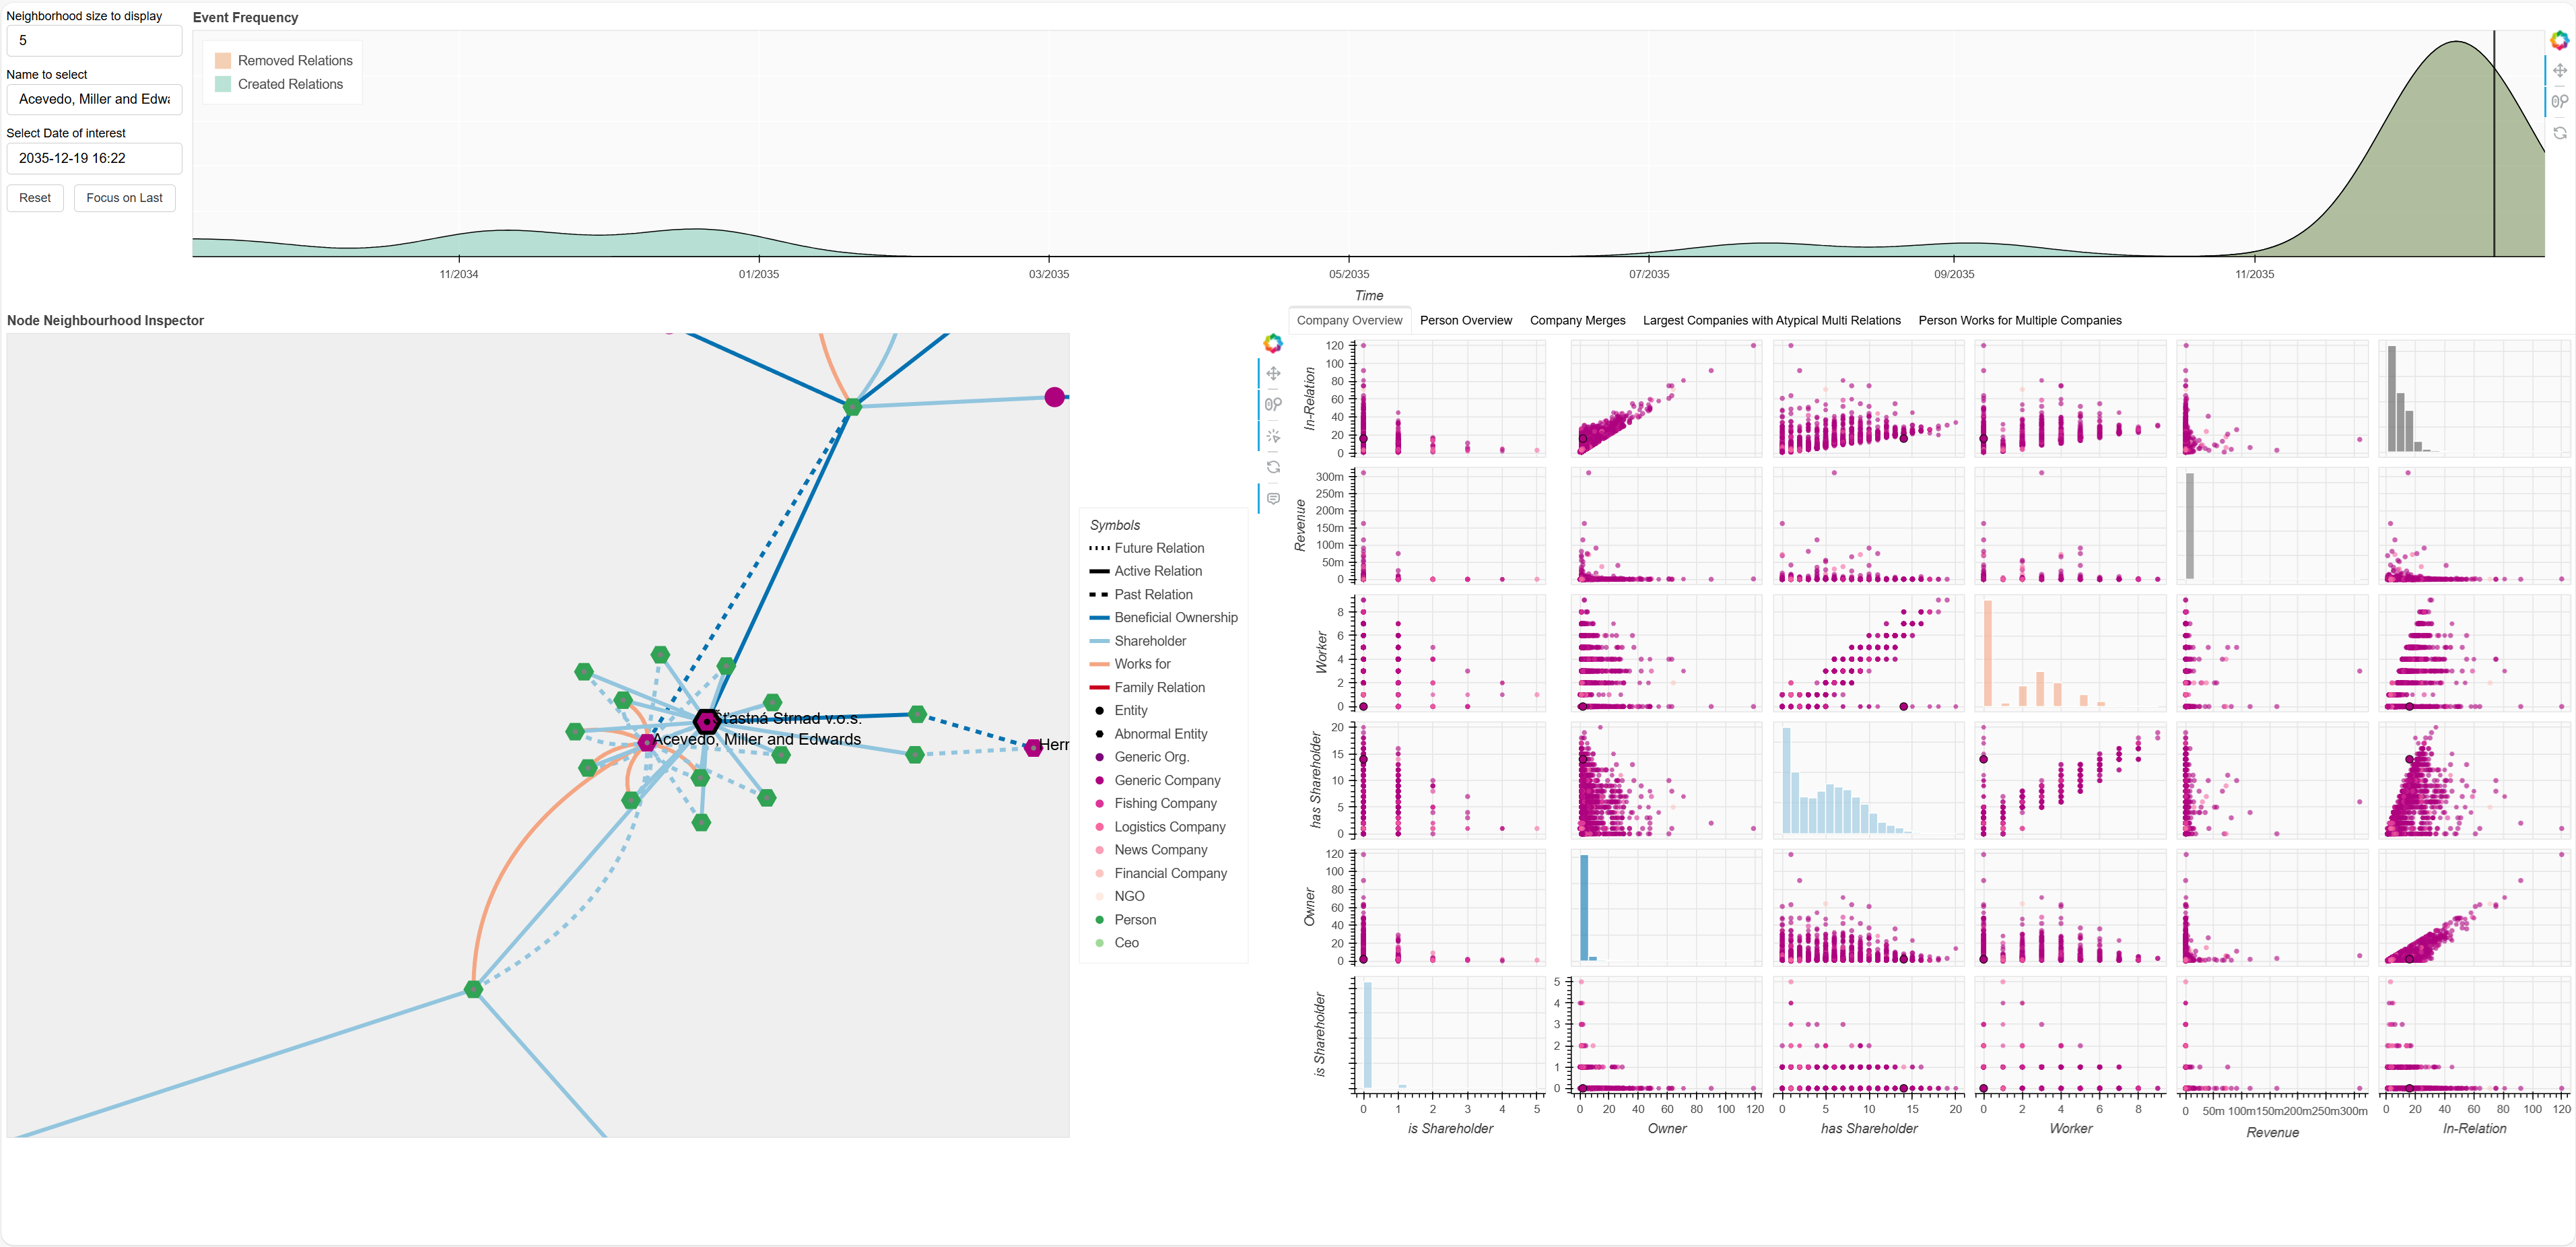 Neighborhood size to display
5
Name to select
Acevedo, Miller and Edwa
Select Date of interest
2035-12-19 16:22
Reset
Focus on Last
Event Frequency
Removed Relations
Created Relations
11/2034
01/2035
03/2035
05/2035
07/2035
09/2035
11/2035
Time
Node Neighbourhood Inspector
Šťastná Strnad v.o.s.
Acevedo, Miller and Edwards
Herr
Symbols
Future Relation
Active Relation
Past Relation
Beneficial Ownership
Shareholder
Works for
Family Relation
Entity
Abnormal Entity
Generic Org.
Generic Company
Fishing Company
Logistics Company
News Company
Financial Company
NGO
Person
Ceo
Company Overview
Person Overview
Company Merges
Largest Companies with Atypical Multi Relations
Person Works for Multiple Companies
In-Relation
120
100
80
60
40
20
0
Revenue
300m
250m
200m
150m
100m
50m
0
Worker
8
6
4
2
0
has Shareholder
20
15
10
5
0
Owner
120
100
80
60
40
20
0
is Shareholder
5
4
3
2
1
0
0 1 2 3 4 5
is Shareholder
0 20 40 60 80 100 120
Owner
0 5 10 15 20
has Shareholder
0 2 4 6 8
Worker
0 50m 100m 150m 200m 250m 300m
Revenue
0 20 40 60 80 100 120
In-Relation